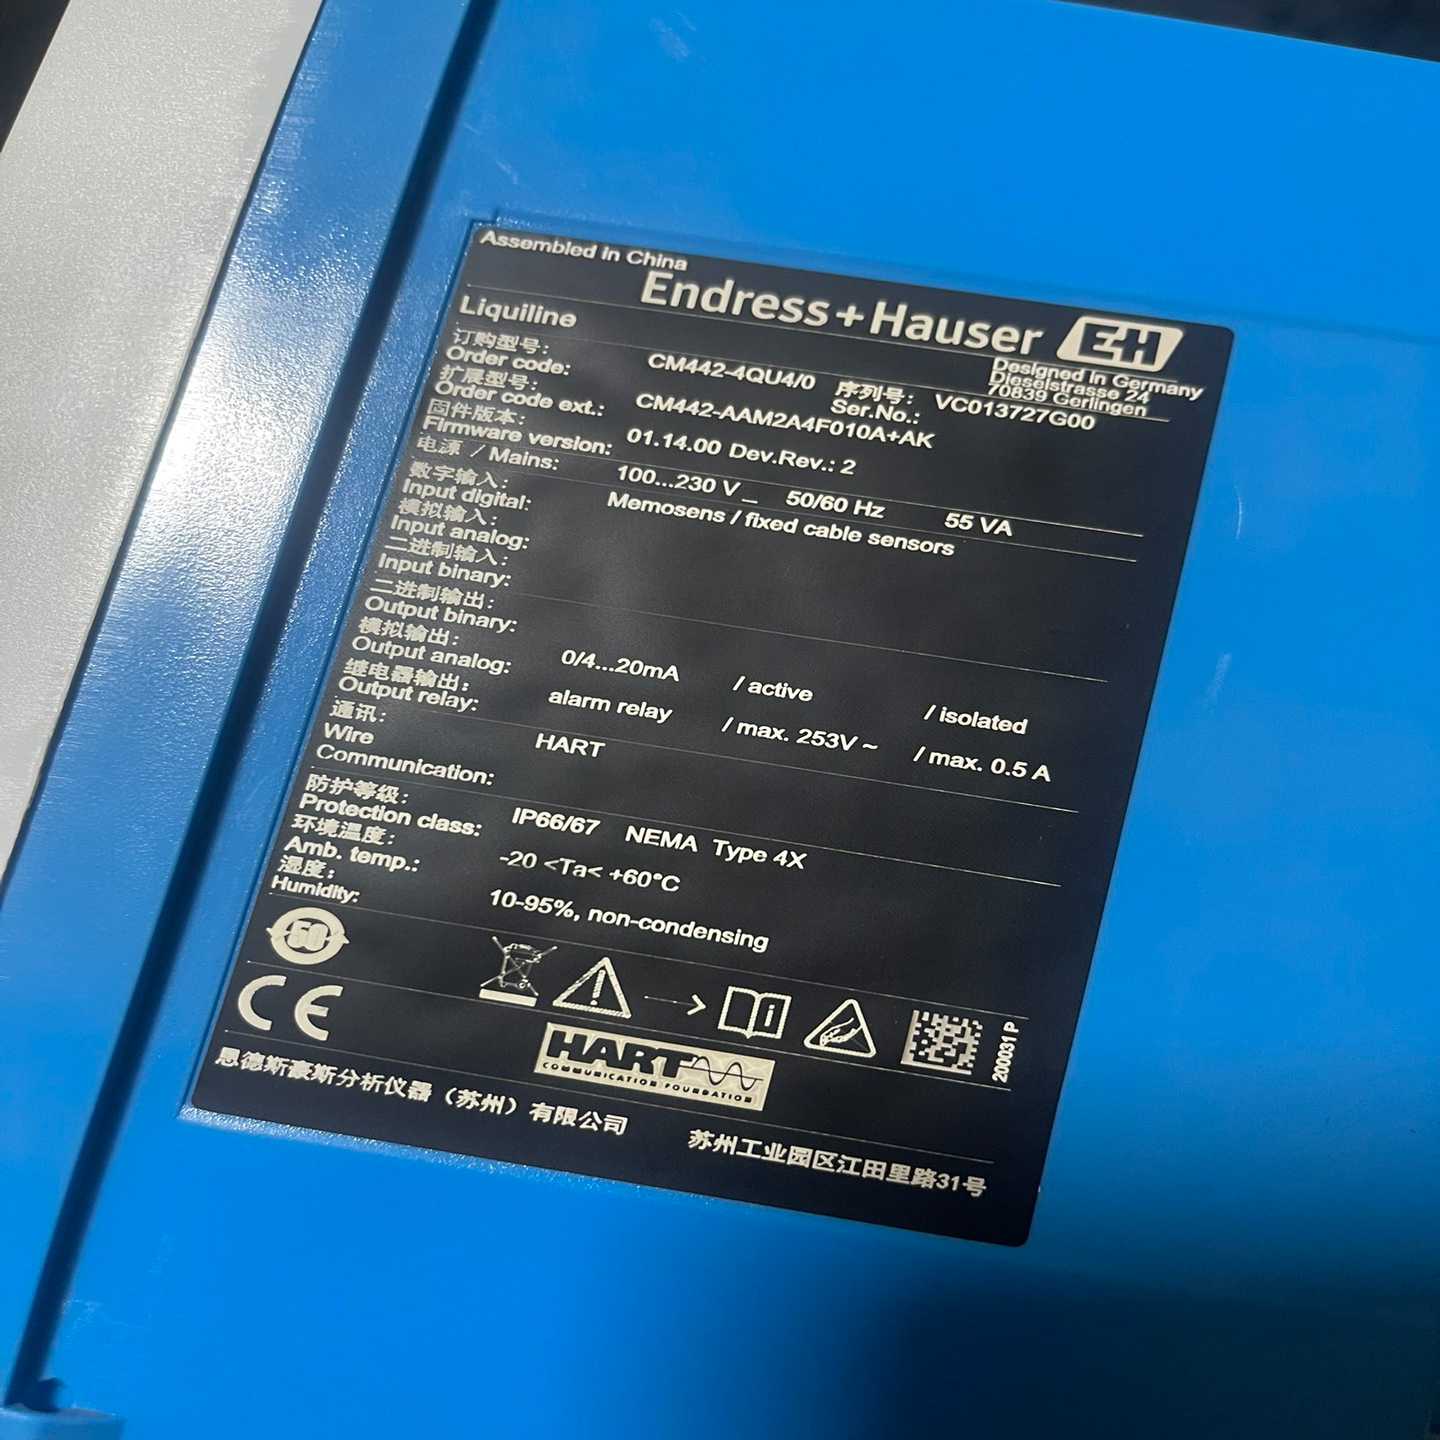 Assembled in China
Endress+Hauser EH
Liquiline
Designed in Germany
Dieselstrasse 24
70839 Gerlingen
订购型号:
Order code: CM442-4QU4/0 序列号: Ser.No.: VC013727G00
扩展型号:
Order code ext.: CM442-AAM2A4F010A+AK
固件版本:
Firmware version: 01.14.00 Dev.Rev.: 2
电源 / Mains: 100...230 V 50/60 Hz 55 VA
数字输入:
Input digital: Memosens / fixed cable sensors
模拟输入:
Input analog:
二进制输入:
Input binary:
二进制输出:
Output binary:
模拟输出:
Output analog: 0/4...20mA / active / isolated
继电器输出:
Output relay: alarm relay / max. 253V ~ / max. 0.5 A
通讯:
Wire
Communication: HART
防护等级:
Protection class: IP66/67 NEMA Type 4X
环境温度:
Amb. temp.: -20 <Ta< +60°C
湿度:
Humidity: 10-95%, non-condensing
50
CE
i
200031P
HART
COMMUNICATION FOUNDATION
恩德斯豪斯分析仪器（苏州）有限公司
苏州工业园区江田里路31号